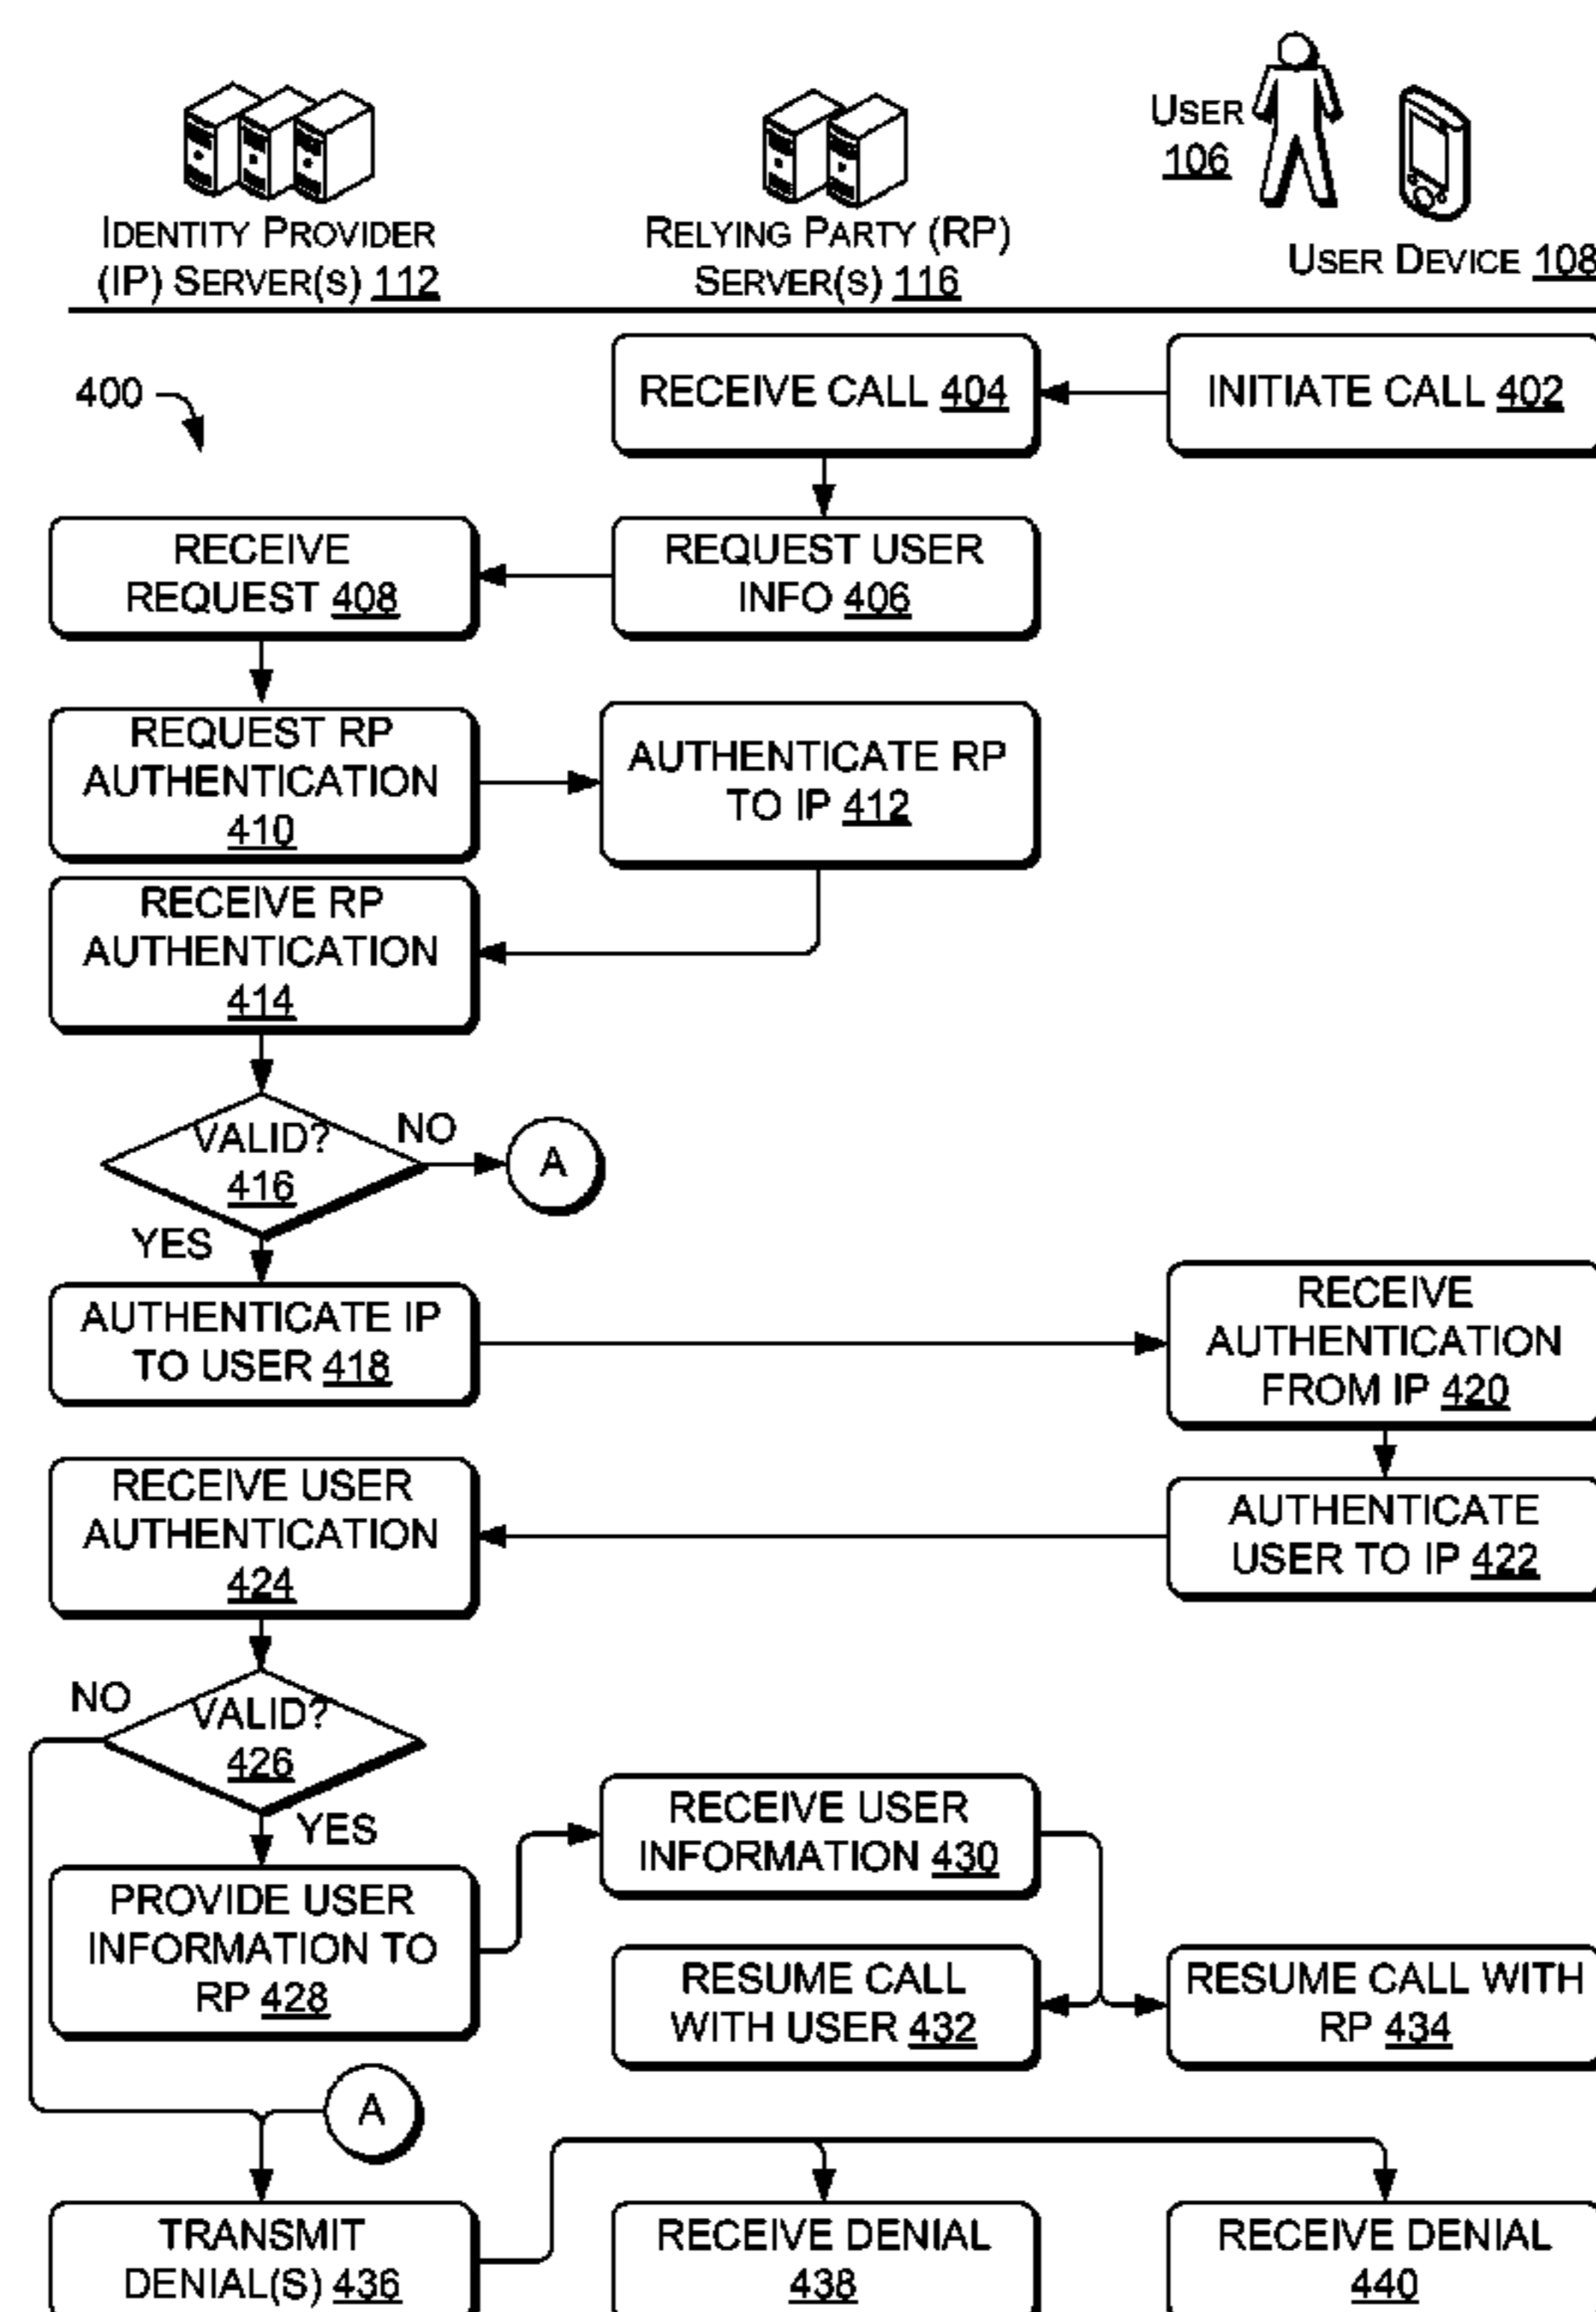 USER
106
IDENTITY PROVIDER
(IP) SERVER(S) 112
RELYING PARTY (RP)
SERVER(S) 116
USER DEVICE 108
400
RECEIVE CALL 404
INITIATE CALL 402
RECEIVE
REQUEST 408
REQUEST USER
INFO 406
REQUEST RP
AUTHENTICATION
410
AUTHENTICATE RP
TO IP 412
RECEIVE RP
AUTHENTICATION
414
VALID?
416
NO
A
YES
AUTHENTICATE IP
TO USER 418
RECEIVE
AUTHENTICATION
FROM IP 420
RECEIVE USER
AUTHENTICATION
424
AUTHENTICATE
USER TO IP 422
NO
VALID?
426
YES
RECEIVE USER
INFORMATION 430
PROVIDE USER
INFORMATION TO
RP 428
RESUME CALL
WITH USER 432
RESUME CALL WITH
RP 434
A
TRANSMIT
DENIAL(S) 436
RECEIVE DENIAL
438
RECEIVE DENIAL
440